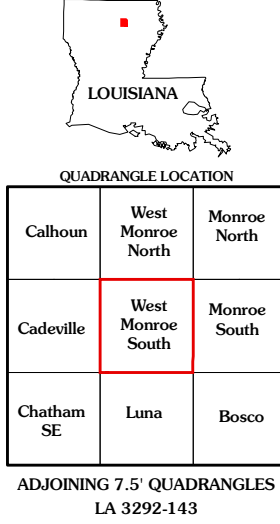 LOUISIANA
QUADRANGLE LOCATION
Calhoun
West
Monroe
North
Monroe
North
Cadeville
West
Monroe
South
Monroe
South
Chatham
SE
Luna
Bosco
ADJOINING 7.5' QUADRANGLES
LA 3292-143